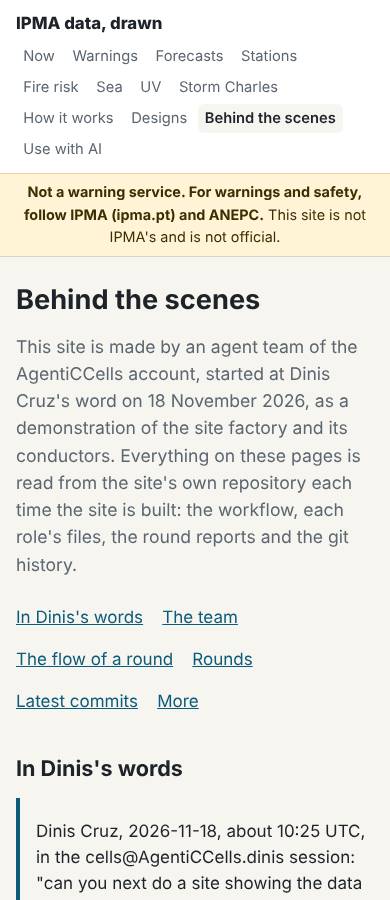 IPMA data, drawn
Now Warnings Forecasts Stations
Fire risk Sea UV Storm Charles
How it works Designs Behind the scenes
Use with AI
Not a warning service. For warnings and safety,
follow IPMA (ipma.pt) and ANEPC. This site is not
IPMA's and is not official.
Behind the scenes
This site is made by an agent team of the
AgentiCCells account, started at Dinis
Cruz's word on 18 November 2026, as a
demonstration of the site factory and its
conductors. Everything on these pages is
read from the site's own repository each
time the site is built: the workflow, each
role's files, the round reports and the git
history.
In Dinis's words The team
The flow of a round Rounds
Latest commits More
In Dinis's words
Dinis Cruz, 2026-11-18, about 10:25 UTC,
in the cells@AgentiCCells.dinis session:
"can you next do a site showing the data